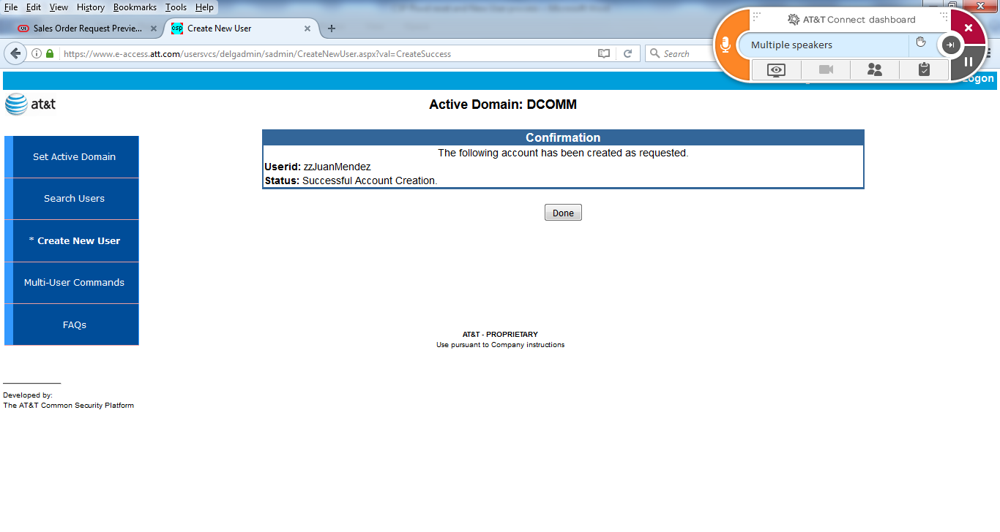 File Edit View History Bookmarks Tools Help
Sales Order Request Previe...
csp Create New User
AT&T Connect dashboard
Multiple speakers
https://www.e-access.att.com/usersvcs/delgadmin/sadmin/CreateNewUser.aspx?val=CreateSuccess
Search
Logon
at&t
Active Domain: DCOMM
Set Active Domain
Search Users
* Create New User
Multi-User Commands
FAQs
Confirmation
The following account has been created as requested.
Userid: zzJuanMendez
Status: Successful Account Creation.
Done
AT&T - PROPRIETARY
Use pursuant to Company instructions
Developed by:
The AT&T Common Security Platform